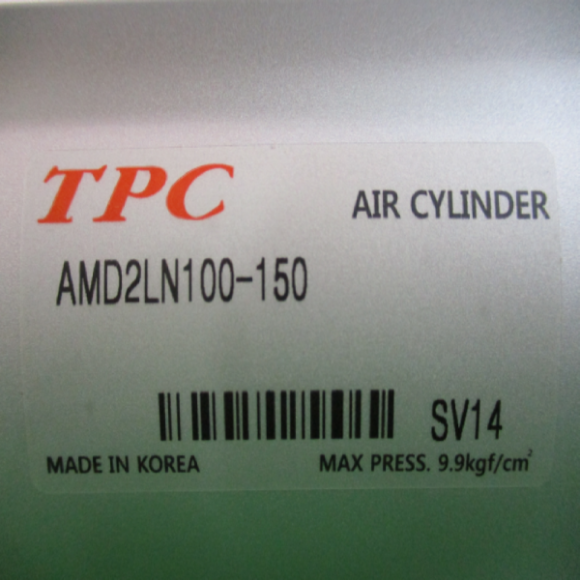 TPC
AIR CYLINDER
AMD2LN100-150
SV14
MADE IN KOREA
MAX PRESS. 9.9kgf/cm²